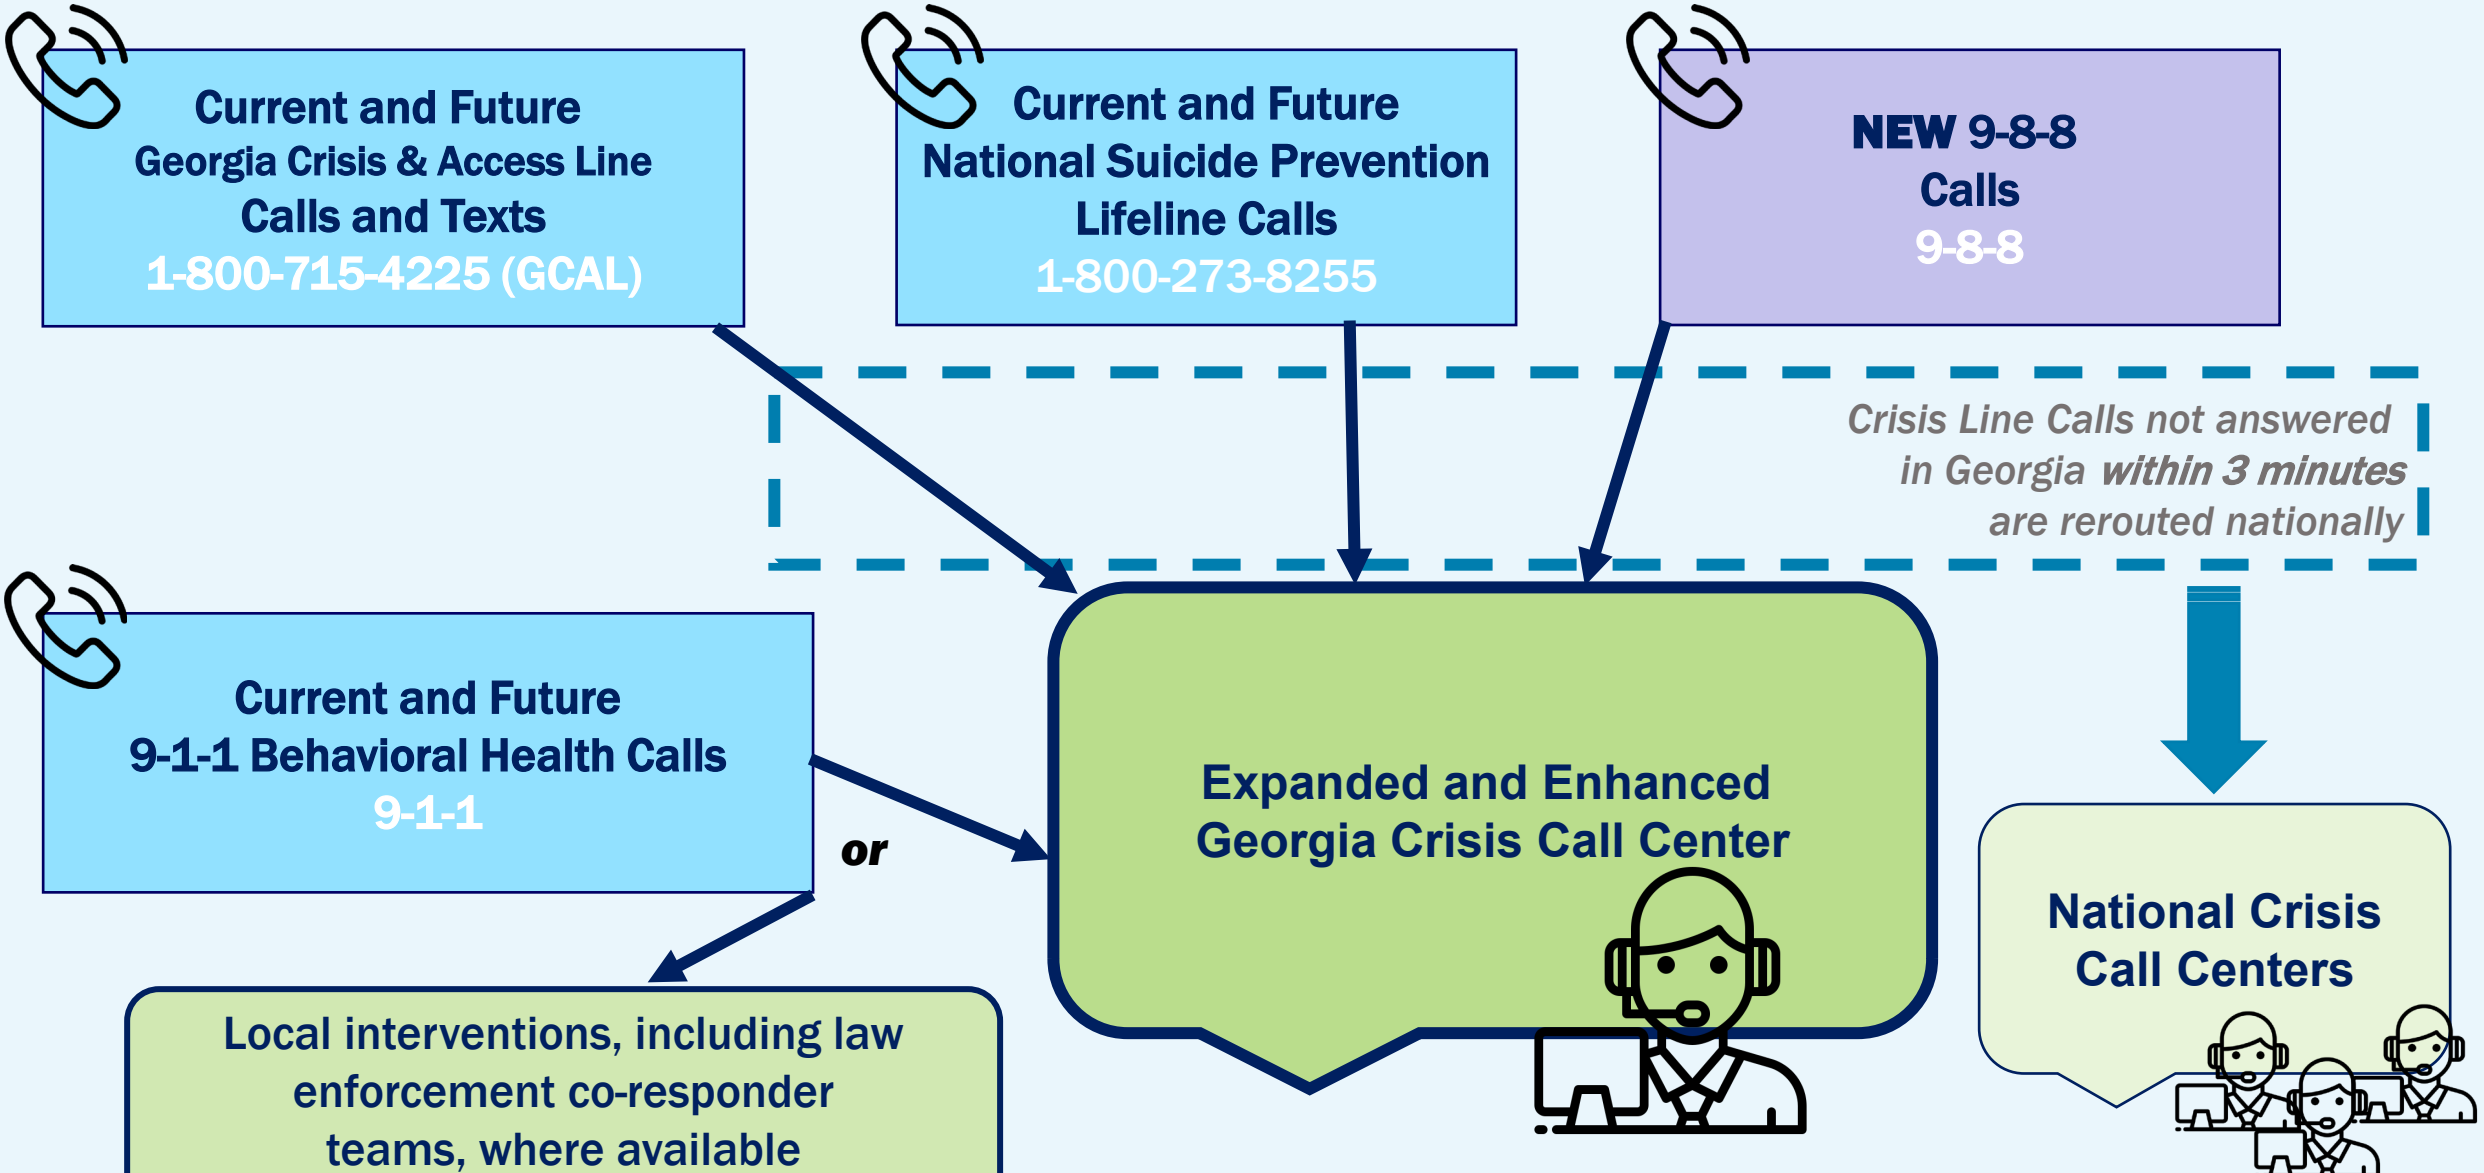 Current and Future
Georgia Crisis & Access Line
Calls and Texts
1-800-715-4225 (GCAL)
Current and Future
National Suicide Prevention
Lifeline Calls
1-800-273-8255
NEW 9-8-8
Calls
9-8-8
Crisis Line Calls not answered
in Georgia within 3 minutes
are rerouted nationally
Current and Future
9-1-1 Behavioral Health Calls
9-1-1
or
Expanded and Enhanced
Georgia Crisis Call Center
National Crisis
Call Centers
Local interventions, including law
enforcement co-responder
teams, where available